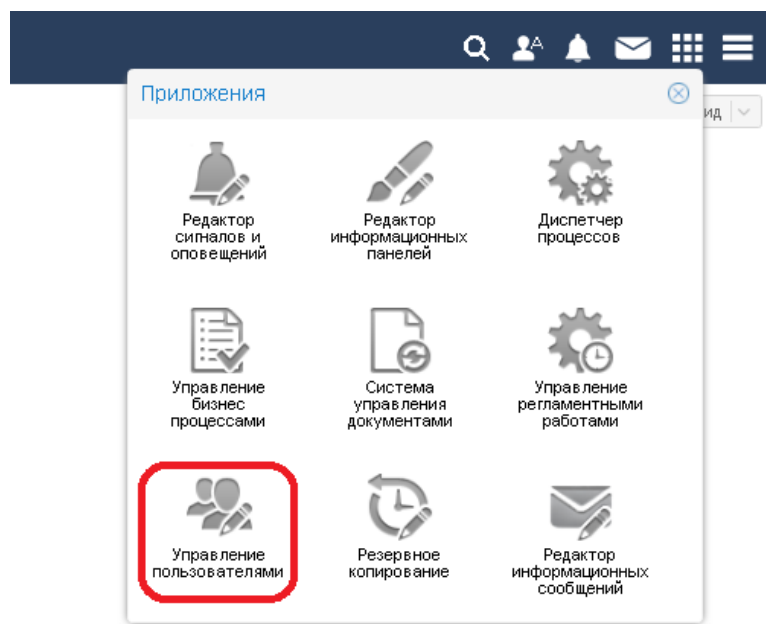 Приложения
ид
Редактор
сигналов и
оповещений
Редактор
информационных
панелей
Диспетчер
процессов
Управление
бизнес
процессами
Система
управления
документами
Управление
регламентными
работами
Управление
пользователями
Резервное
копирование
Редактор
информационных
сообщений